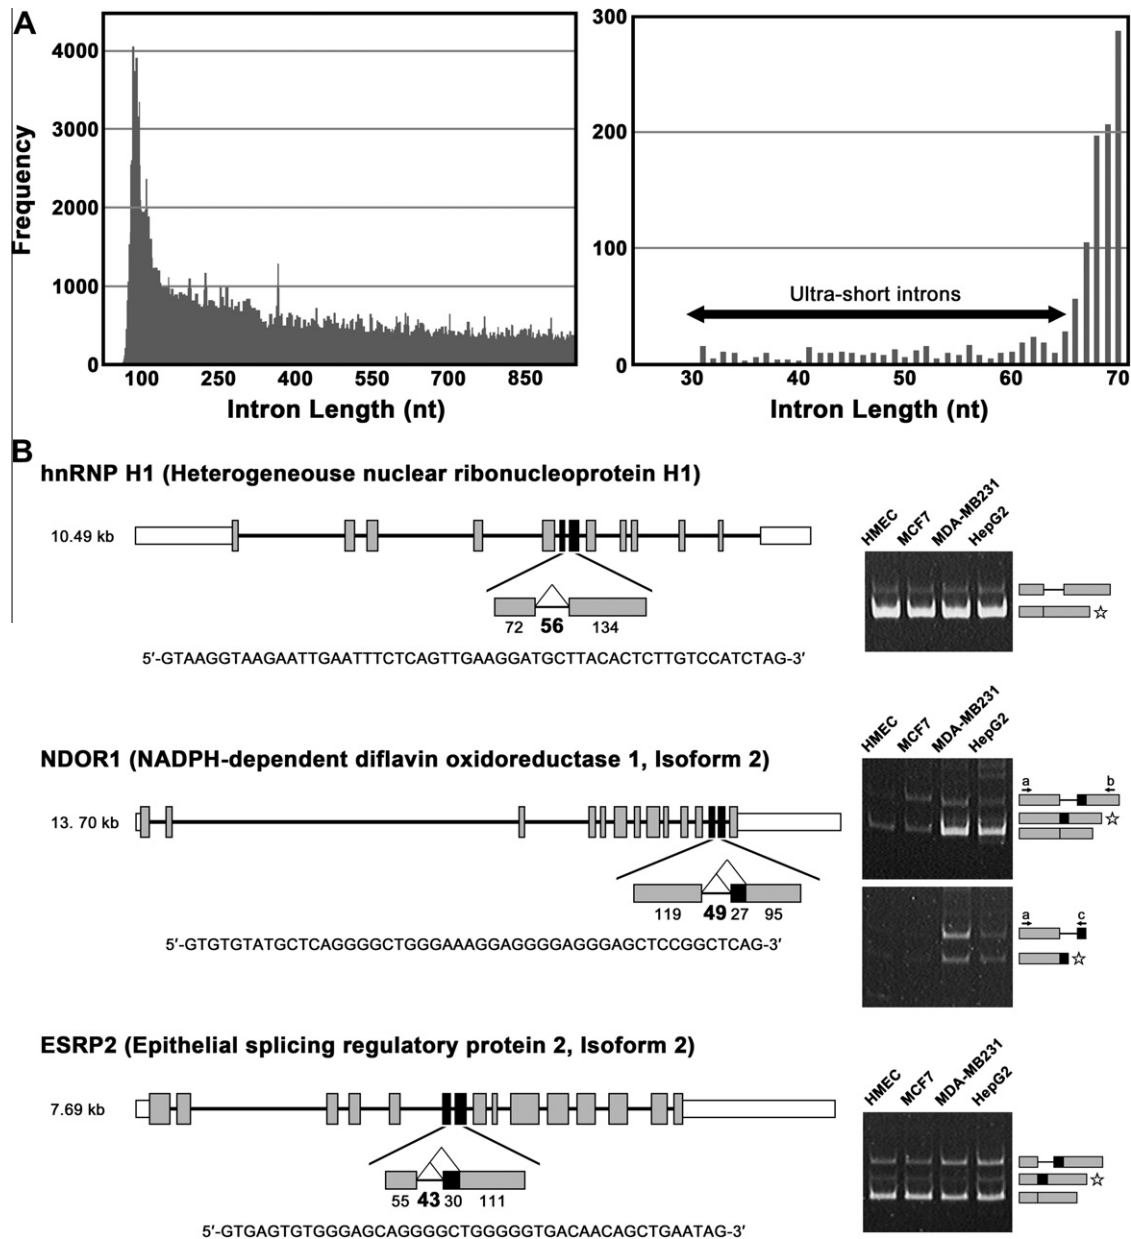 A
Frequency
4000
3000
2000
1000
0
100 250 400 550 700 850
Intron Length (nt)
300
200
100
0
Ultra-short introns
30 40 50 60 70
Intron Length (nt)
B
hnRNP H1 (Heterogeneouse nuclear ribonucleoprotein H1)
10.49 kb
72 56 134
5′-GTAAGGTAAGAATTGAATTTCTCAGTTGAAGGATGCTTACACTCTTGTCCATCTAG-3′
HMEC MCF7 MDA-MB231 HepG2
NDOR1 (NADPH-dependent diflavin oxidoreductase 1, Isoform 2)
13. 70 kb
119 49 27 95
5′-GTGTGTATGCTCAGGGGCTGGGAAAGGAGGGGAGGGAGCTCCGGCTCAG-3′
HMEC MCF7 MDA-MB231 HepG2
a b
a c
ESRP2 (Epithelial splicing regulatory protein 2, Isoform 2)
7.69 kb
55 43 30 111
5′-GTGAGTGTGGGAGCAGGGGCTGGGGGTGACAACAGCTGAATAG-3′
HMEC MCF7 MDA-MB231 HepG2